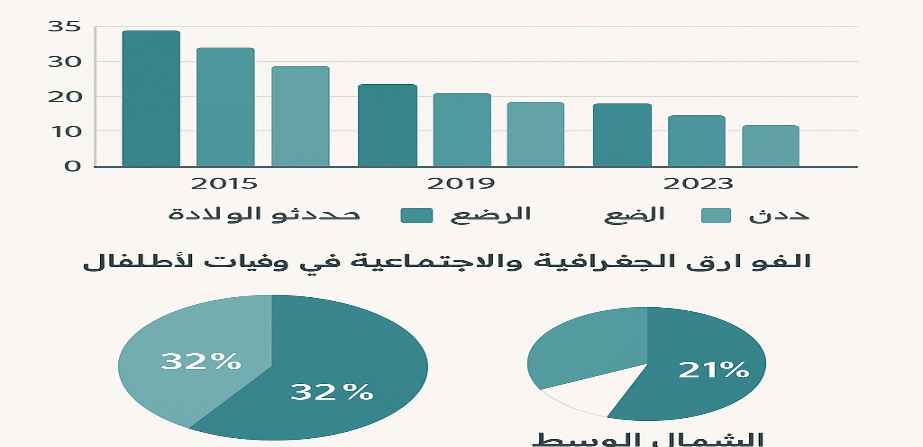 35
30
20
10
0
2015 2019 2023
حددثو الولادة الرضع الضع حدث
الفو ارق الجغرافية والاجتماعية في وفيات لأطلفال
32% 32% 21%
الشمال الوسط